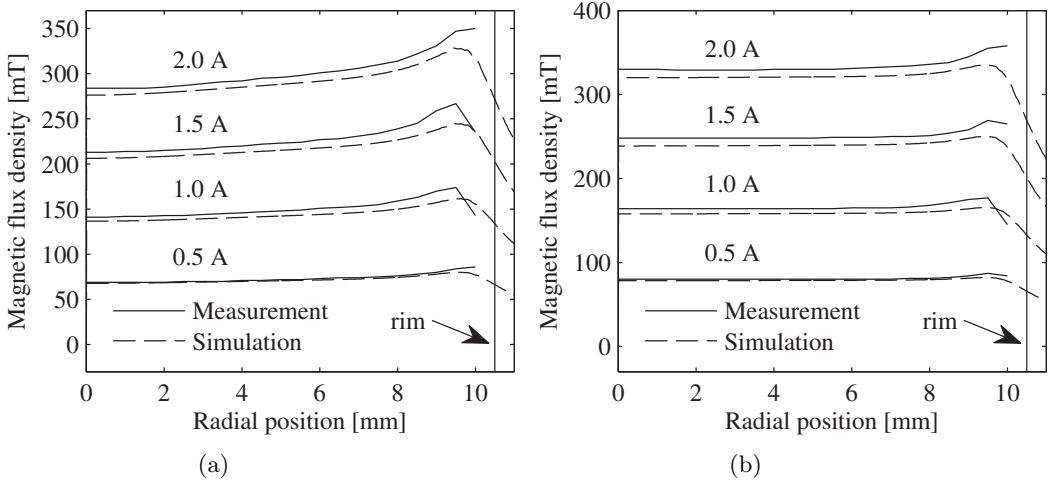 Magnetic flux density [mT]
350
300
250
200
150
100
50
0
2.0 A
1.5 A
1.0 A
0.5 A
Measurement
Simulation
rim
0 2 4 6 8 10
Radial position [mm]
(a)
Magnetic flux density [mT]
400
300
200
100
0
2.0 A
1.5 A
1.0 A
0.5 A
Measurement
Simulation
rim
0 2 4 6 8 10
Radial position [mm]
(b)